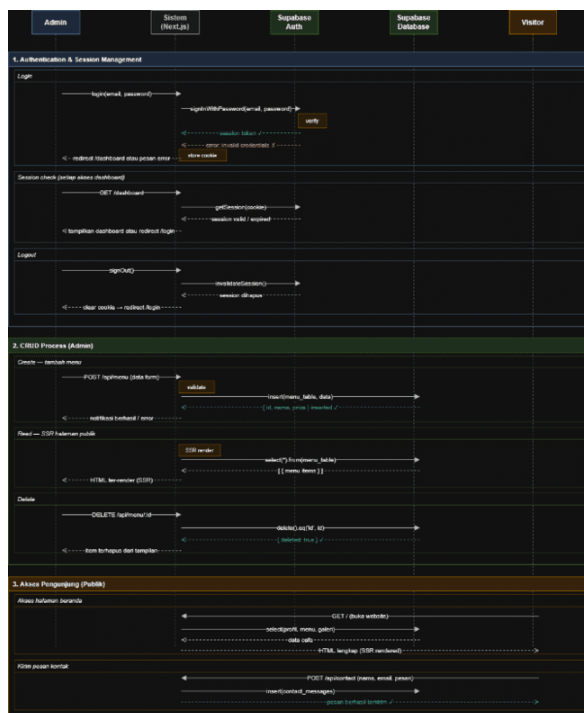 Admin
Sistem
(Next.js)
Supabase
Auth
Supabase
Database
Visitor
1. Authentication & Session Management
Login
login(email, password)
signInWithPassword(email, password)
verify
session token ✓
error: invalid credentials
store cookie
redirect /dashboard atau pesan error
Session check (setiap akses dashboard)
GET /dashboard
getSession(cookie)
session valid / expired
tampilkan dashboard atau redirect /login
Logout
signOut()
invalidateSession()
session dihapus
clear cookie → redirect /login
2. CRUD Process (Admin)
Create — tambah menu
POST /api/menu (data form)
validate
insert(menu_table, data)
{ id, name, price } inserted ✓
notifikasi berhasil / error
Read — SSR halaman publik
SSR render
select(*).from(menu_table)
[ { menu items } ]
HTML ter-render (SSR)
Delete
DELETE /api/menu/:id
delete().eq('id', id)
{ deleted: true } ✓
item terhapus dari tampilan
3. Akses Pengunjung (Publik)
Akses halaman beranda
GET / (buka website)
select(profil, menu, galeri)
data cafe
HTML lengkap (SSR rendered)
Kirim pesan kontak
POST /api/contact (name, email, pesan)
insert(contact_messages)
pesan berhasil terkirim ✓